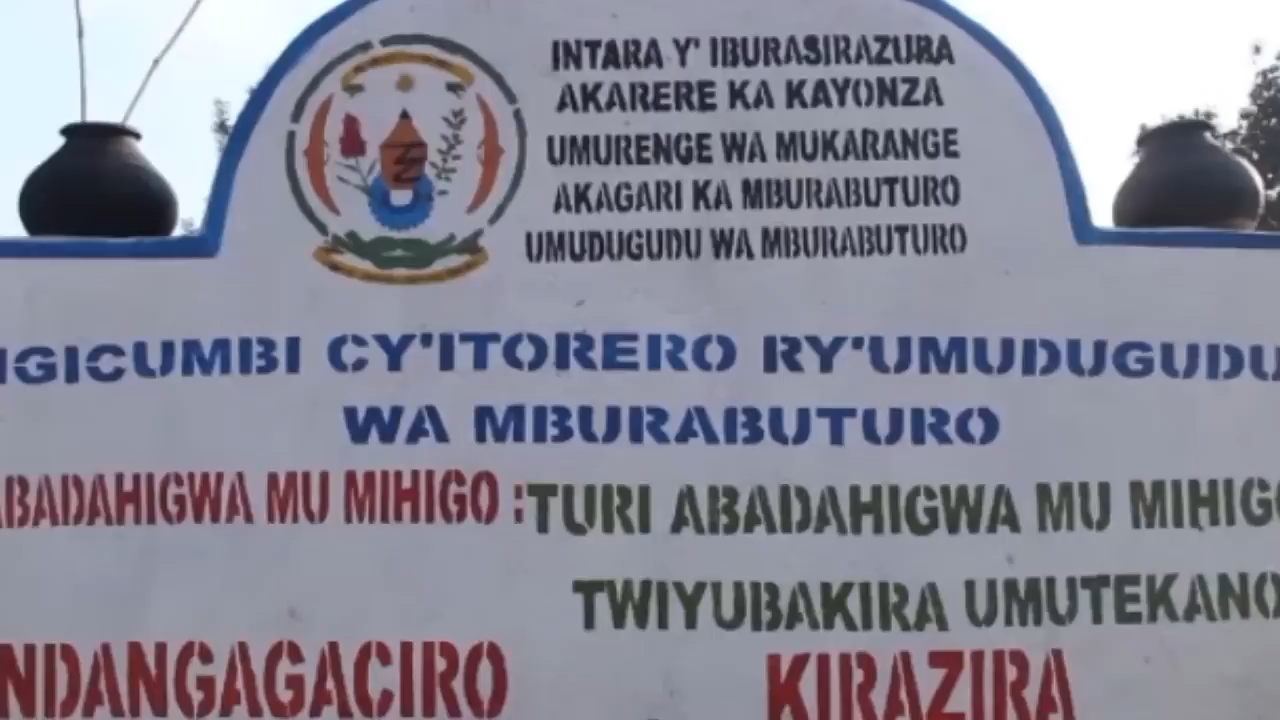 INTARA Y' IBURASIRAZUBA
AKARERE KA KAYONZA
UMURENGE WA MUKARANGE
AKAGARI KA MBURABUTURO
UMUDUGUDU WA MBURABUTURO
IGICUMBI CY'ITORERO RY'UMUDUGUDU
WA MBURABUTURO
ABADAHIGWA MU MIHIGO : TURI ABADAHIGWA MU MIHIGO
TWIYUBAKIRA UMUTEKANO
NDANGAGACIRO KIRAZIRA